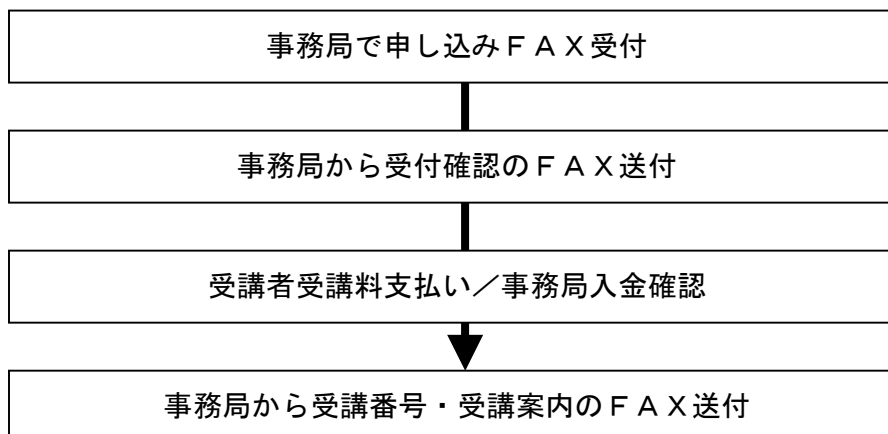 事務局で申し込みＦＡＸ受付
事務局から受付確認のＦＡＸ送付
受講者受講料支払い／事務局入金確認
事務局から受講番号・受講案内のＦＡＸ送付